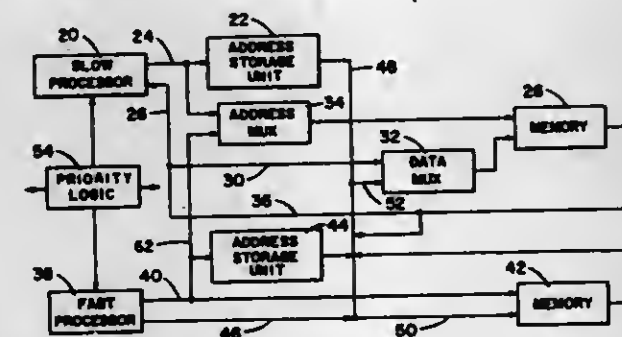 20
24
22
SLOW
PROCESSOR
ADDRESS
STORAGE
UNIT
48
26
34
ADDRESS
MUX
28
MEMORY
54
PRIORITY
LOGIC
32
DATA
MUX
30
52
36
62
44
ADDRESS
STORAGE
UNIT
38
FAST
PROCESSOR
40
42
MEMORY
46
50